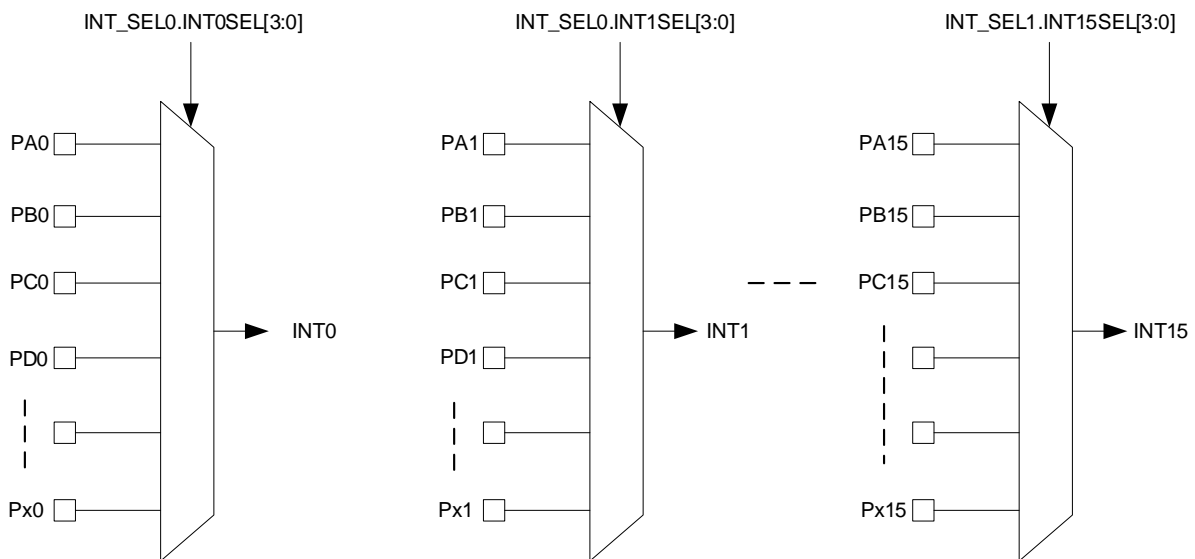 INT_SEL0.INT0SEL[3:0]
INT_SEL0.INT1SEL[3:0]
INT_SEL1.INT15SEL[3:0]
PA0
PA1
PA15
PB0
PB1
PB15
PC0
PC1
PC15
INT0
INT1
INT15
PD0
PD1
Px0
Px1
Px15